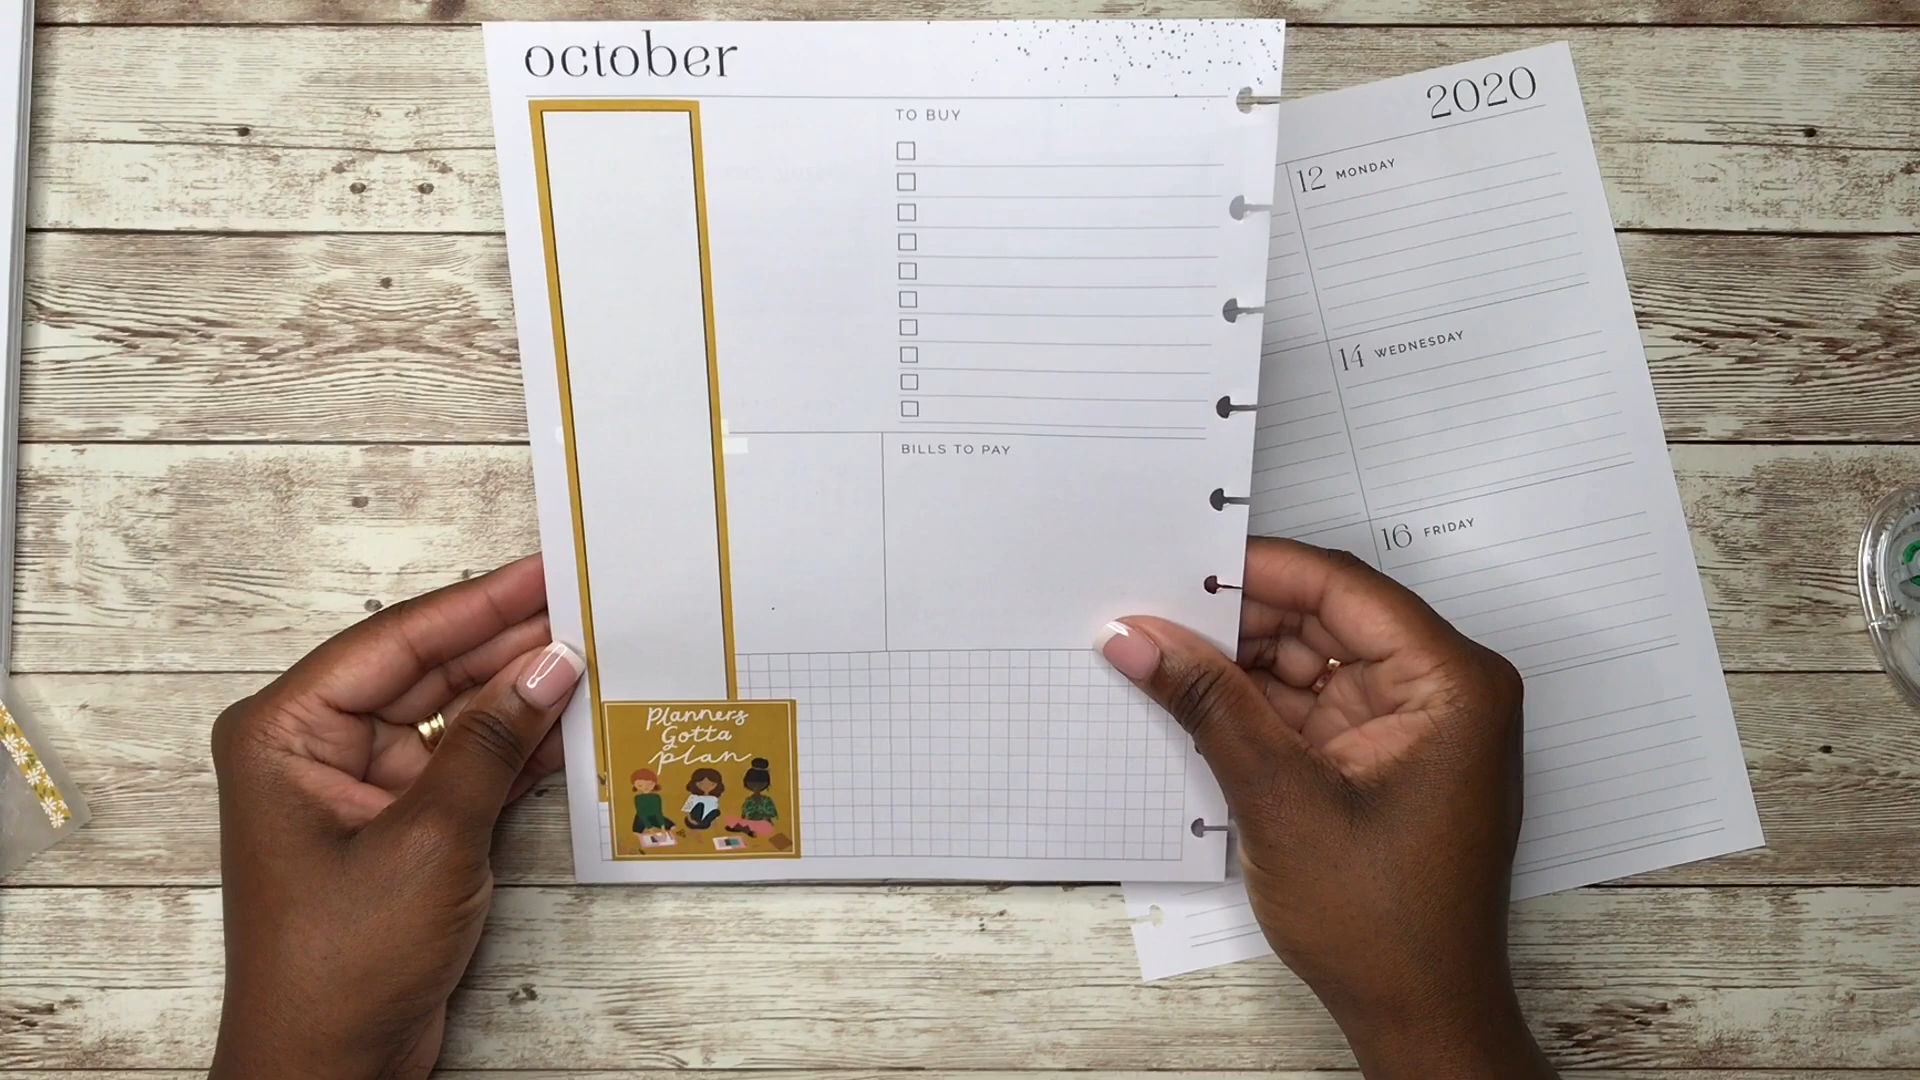 october
TO BUY
BILLS TO PAY
Planners
Gotta
plan
2020
12 MONDAY
14 WEDNESDAY
16 FRIDAY